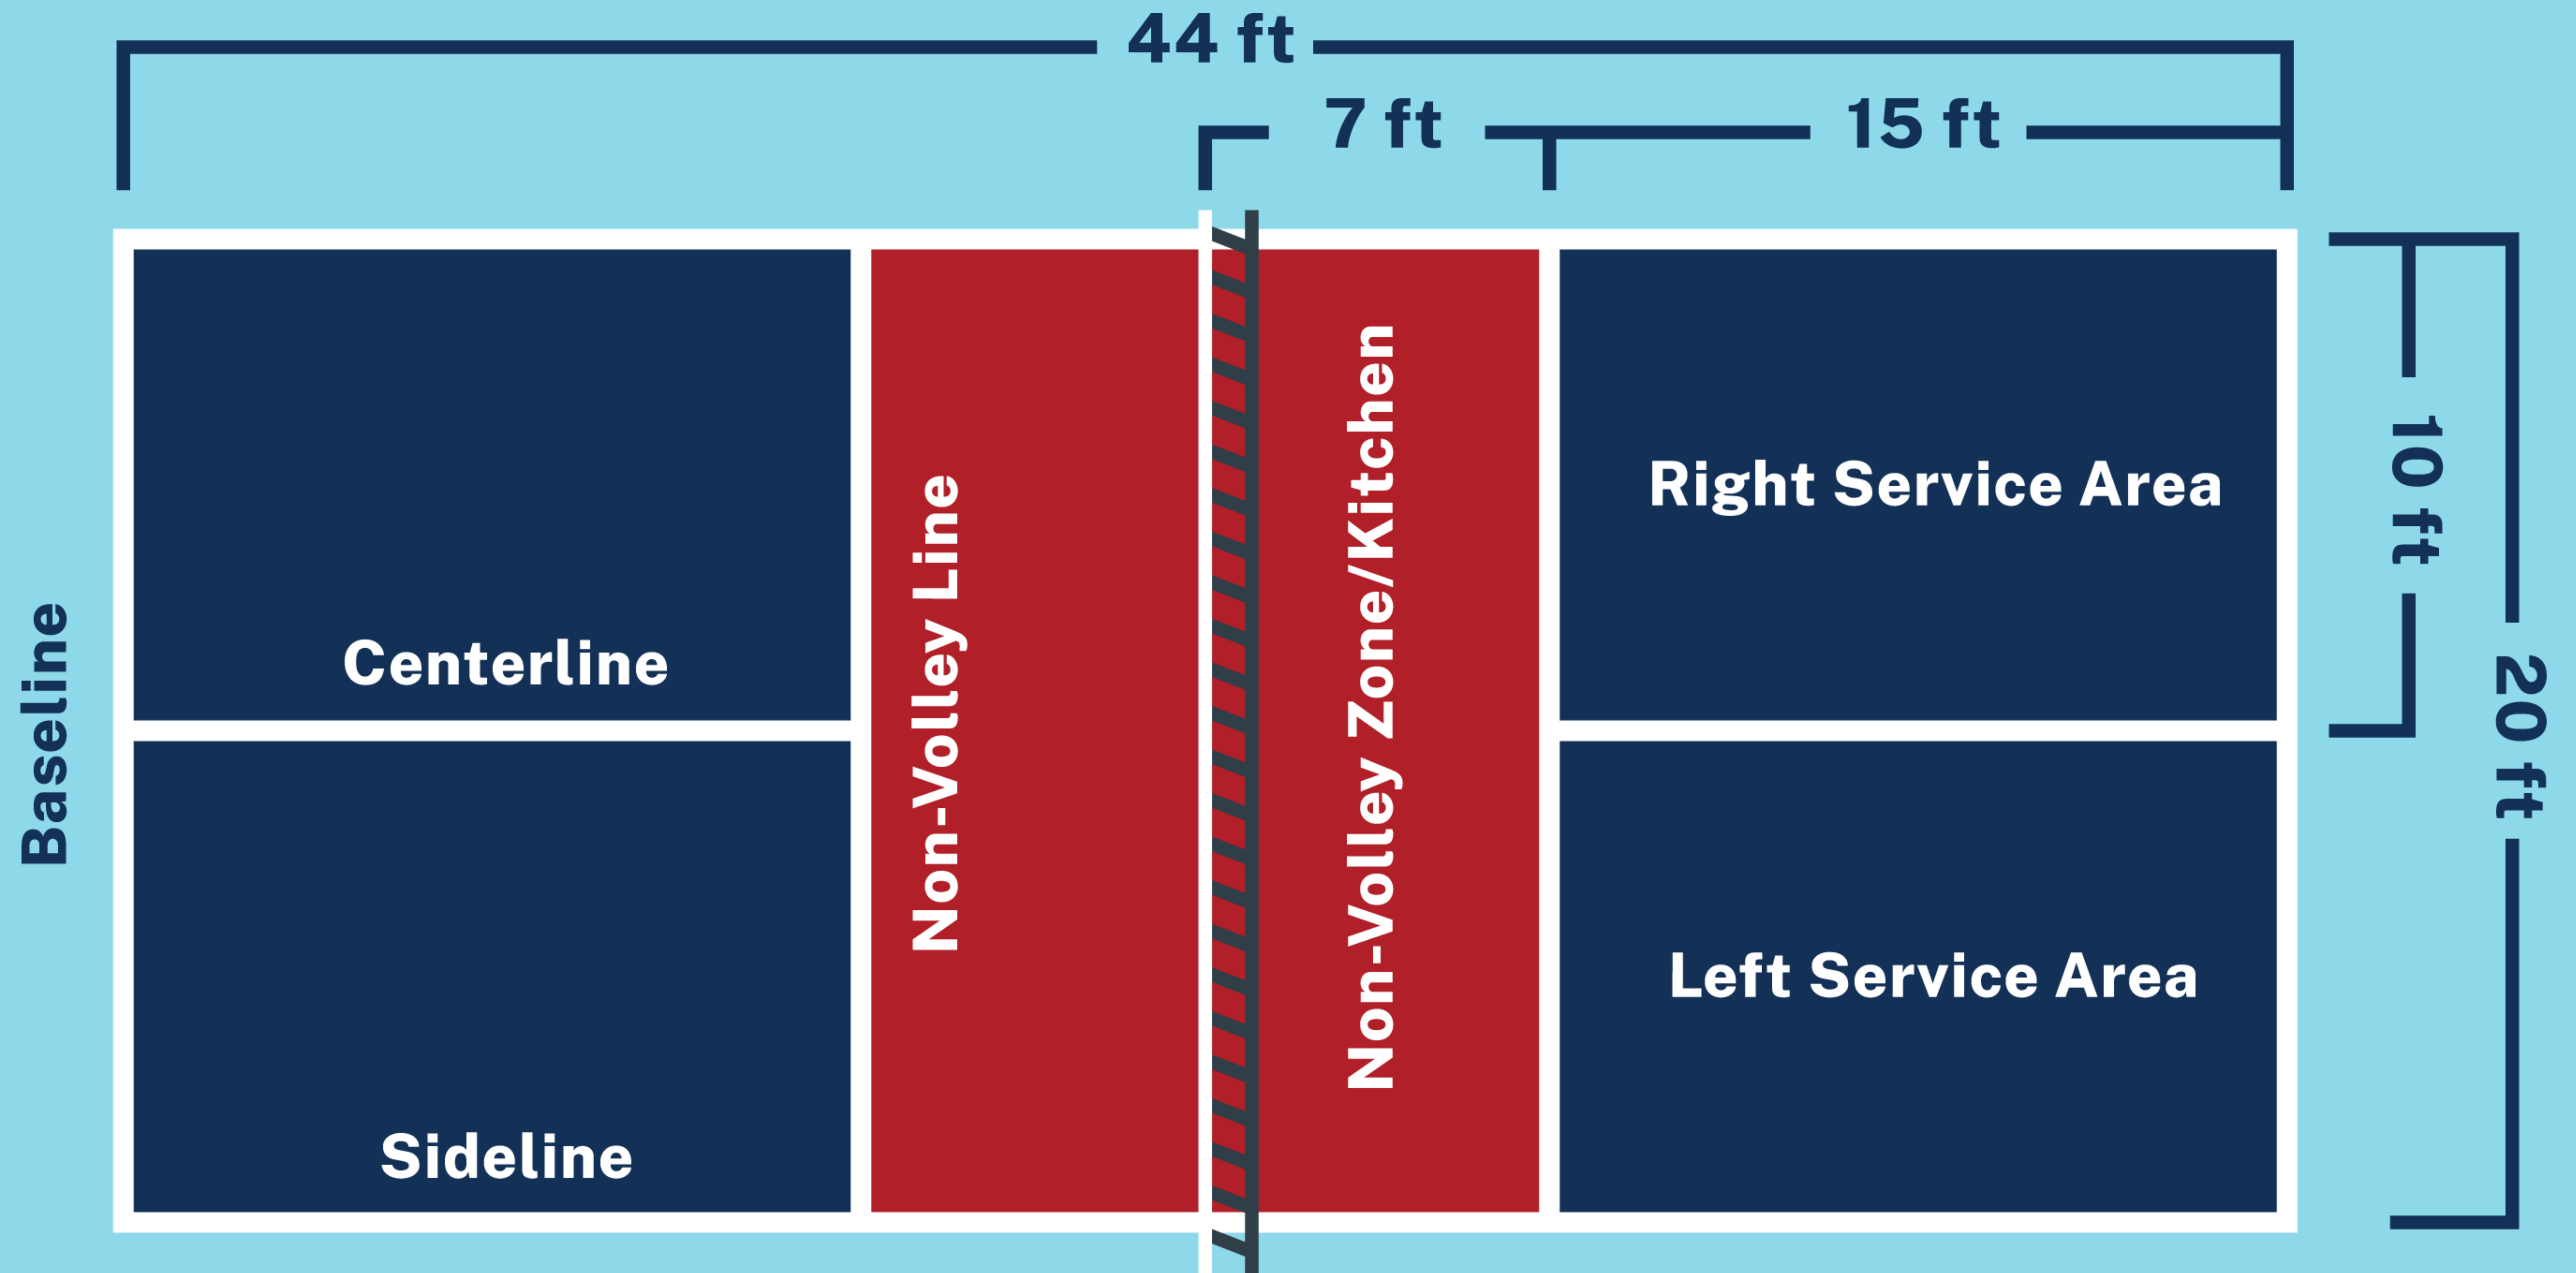 44 ft
7 ft
15 ft
Baseline
Centerline
Sideline
Non-Volley Line
Non-Volley Zone/Kitchen
Right Service Area
Left Service Area
10 ft
20 ft